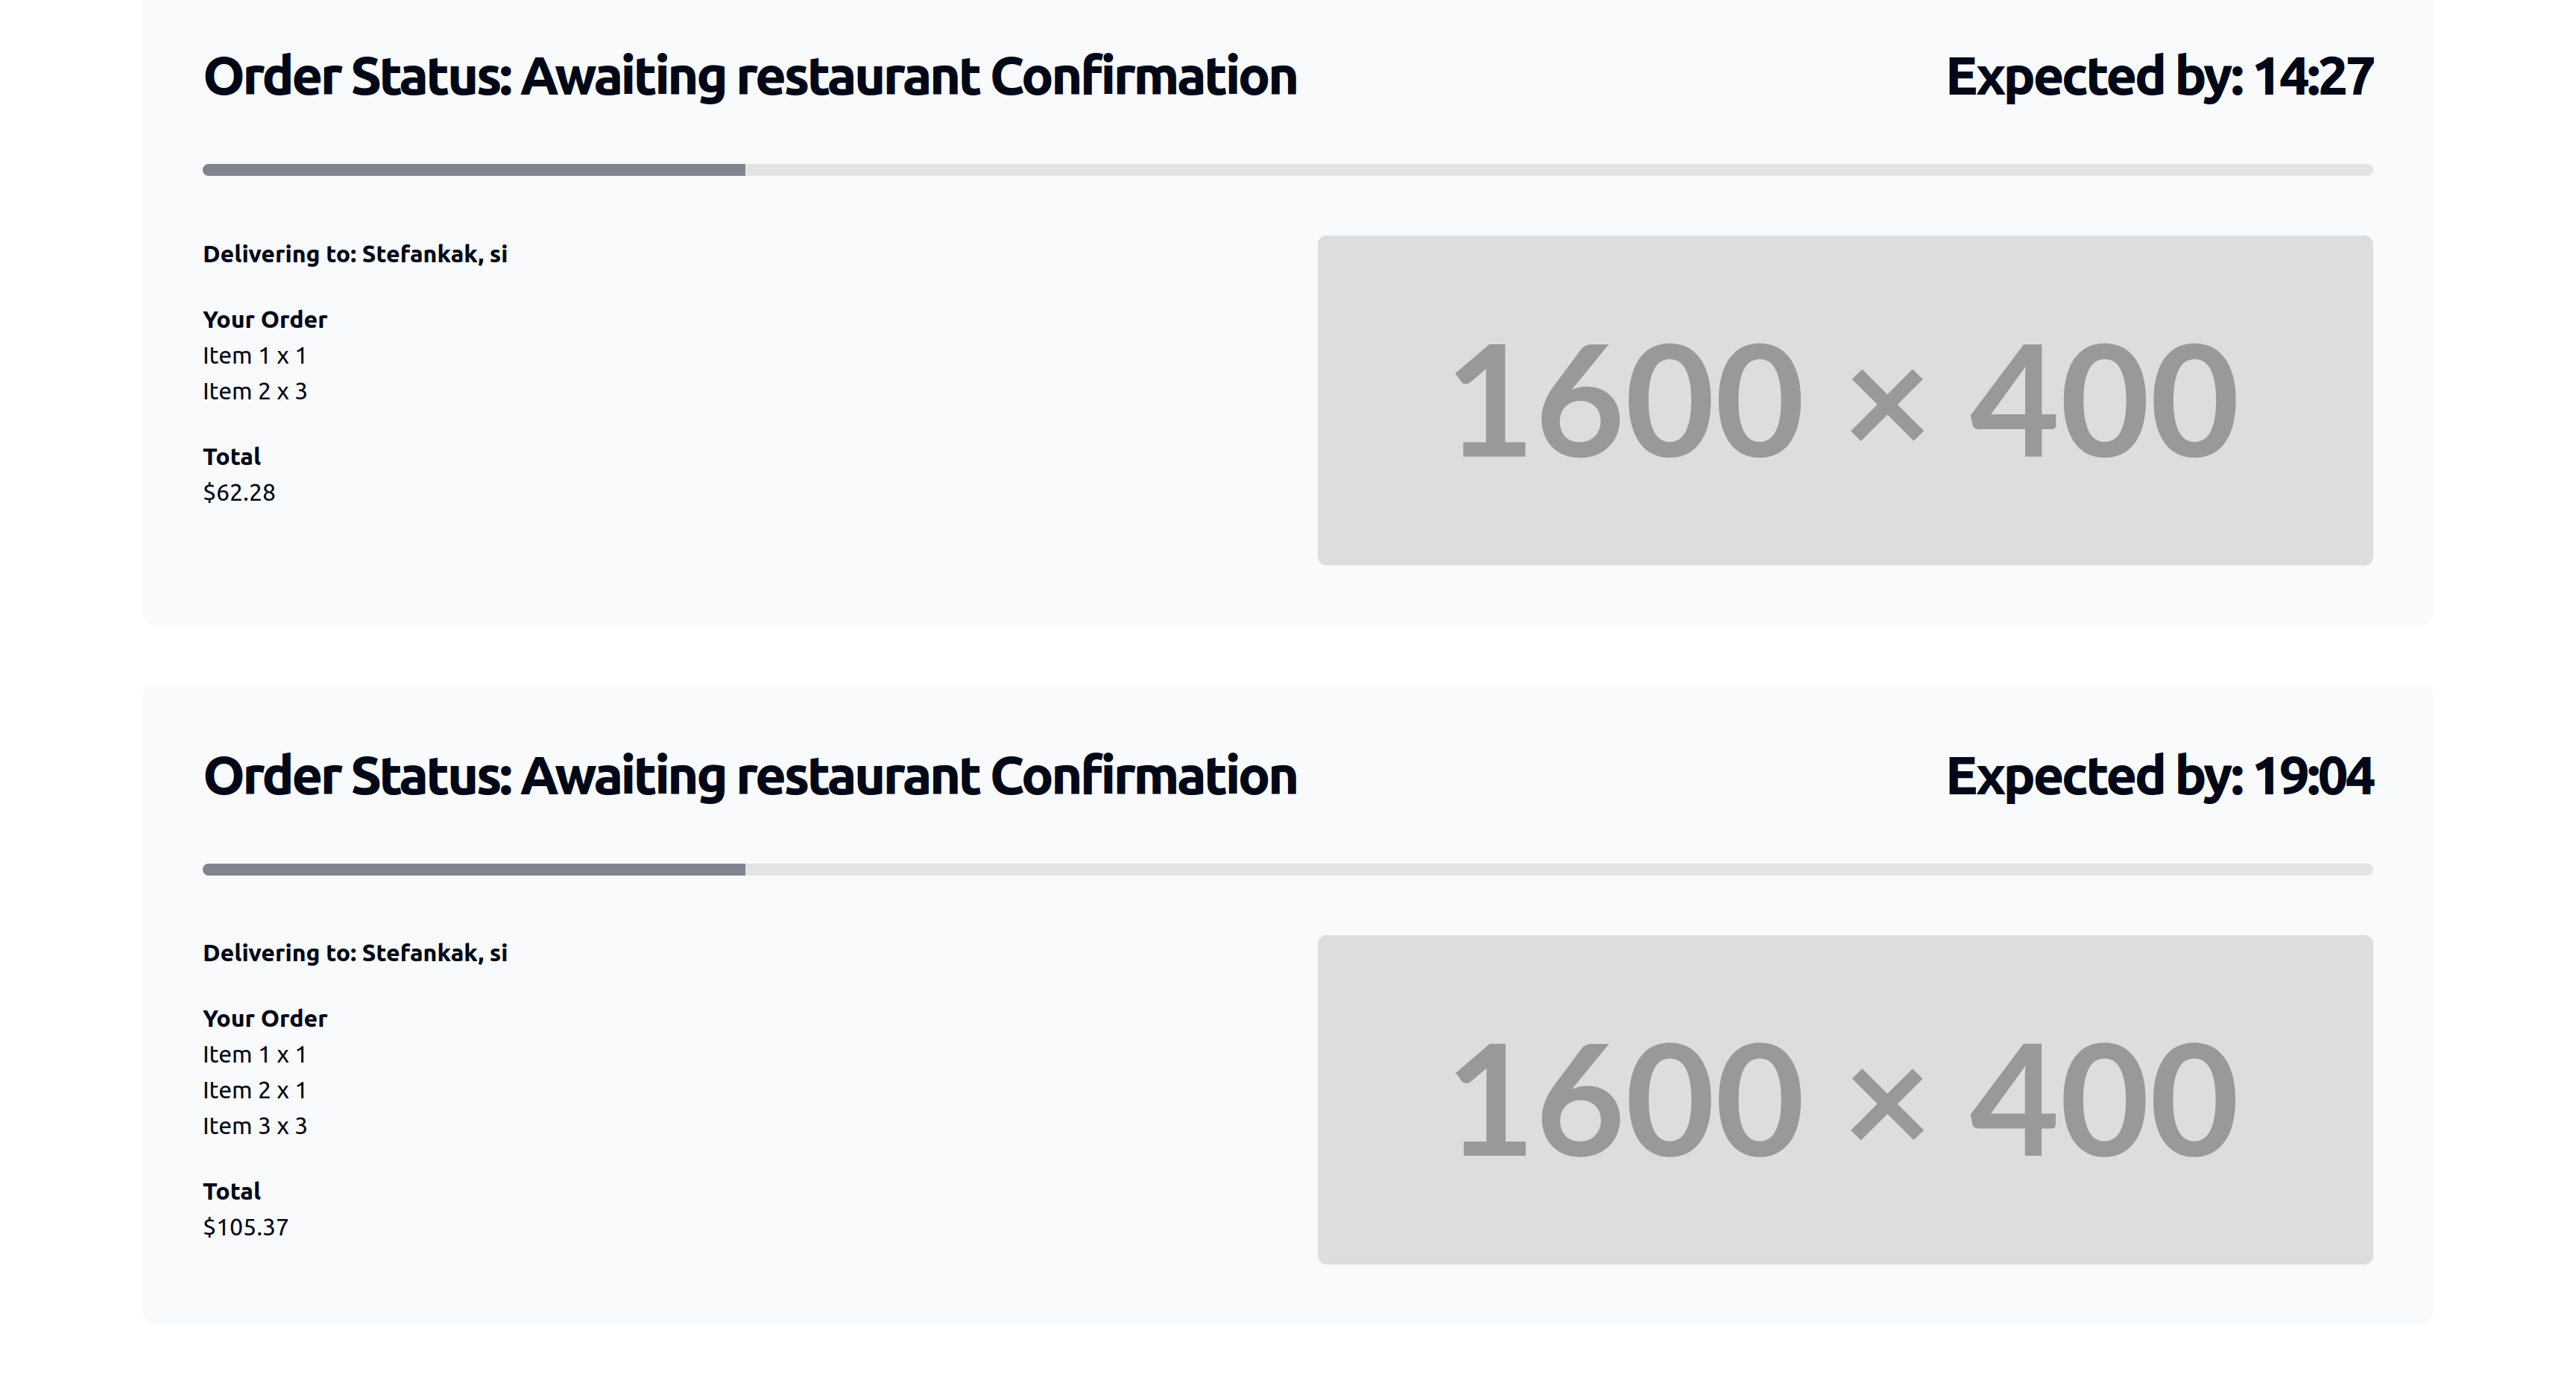 Order Status: Awaiting restaurant Confirmation
Expected by: 14:27
Delivering to: Stefankak, si
Your Order
Item 1 x 1
Item 2 x 3
Total
$62.28
1600 × 400
Order Status: Awaiting restaurant Confirmation
Expected by: 19:04
Delivering to: Stefankak, si
Your Order
Item 1 x 1
Item 2 x 1
Item 3 x 3
Total
$105.37
1600 × 400